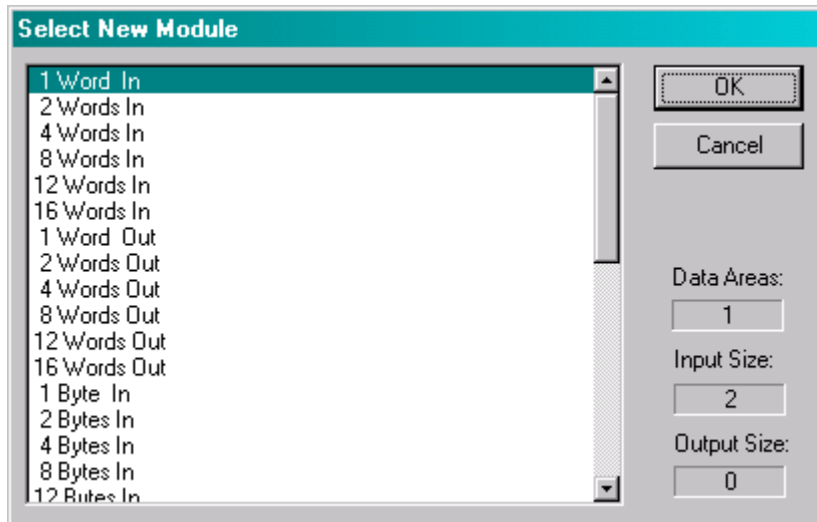 Select New Module
1 Word In
2 Words In
4 Words In
8 Words In
12 Words In
16 Words In
1 Word Out
2 Words Out
4 Words Out
8 Words Out
12 Words Out
16 Words Out
1 Byte In
2 Bytes In
4 Bytes In
8 Bytes In
12 Bytes In
OK
Cancel
Data Areas:
1
Input Size:
2
Output Size:
0